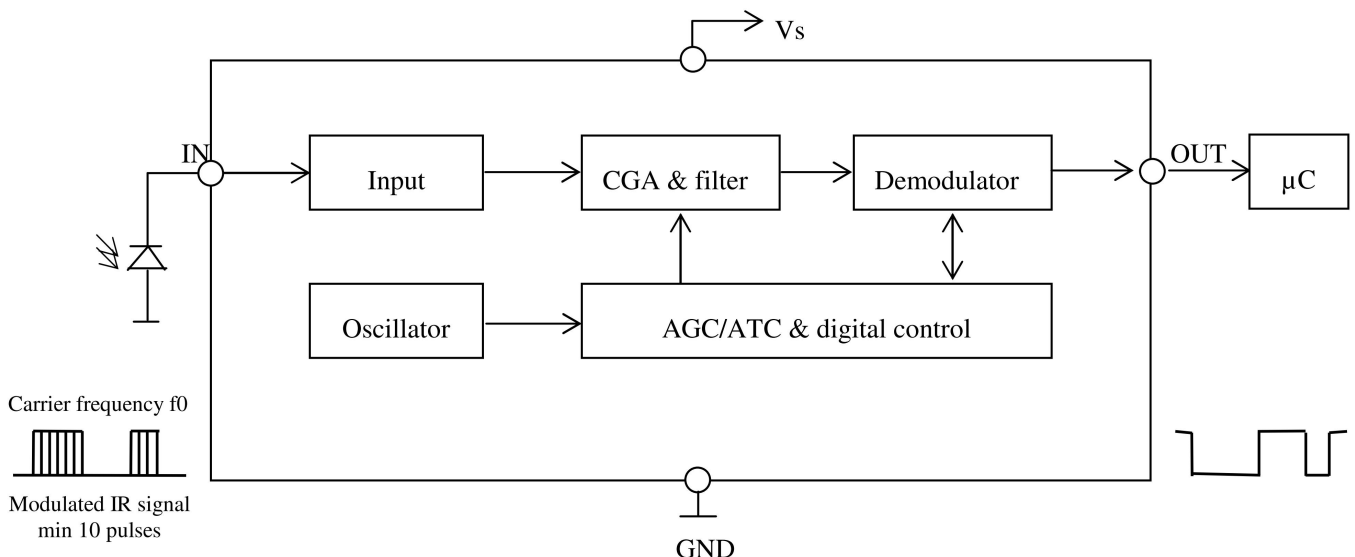 Vs
IN
OUT
Input
CGA & filter
Demodulator
µC
Oscillator
AGC/ATC & digital control
Carrier frequency f0
Modulated IR signal
min 10 pulses
GND